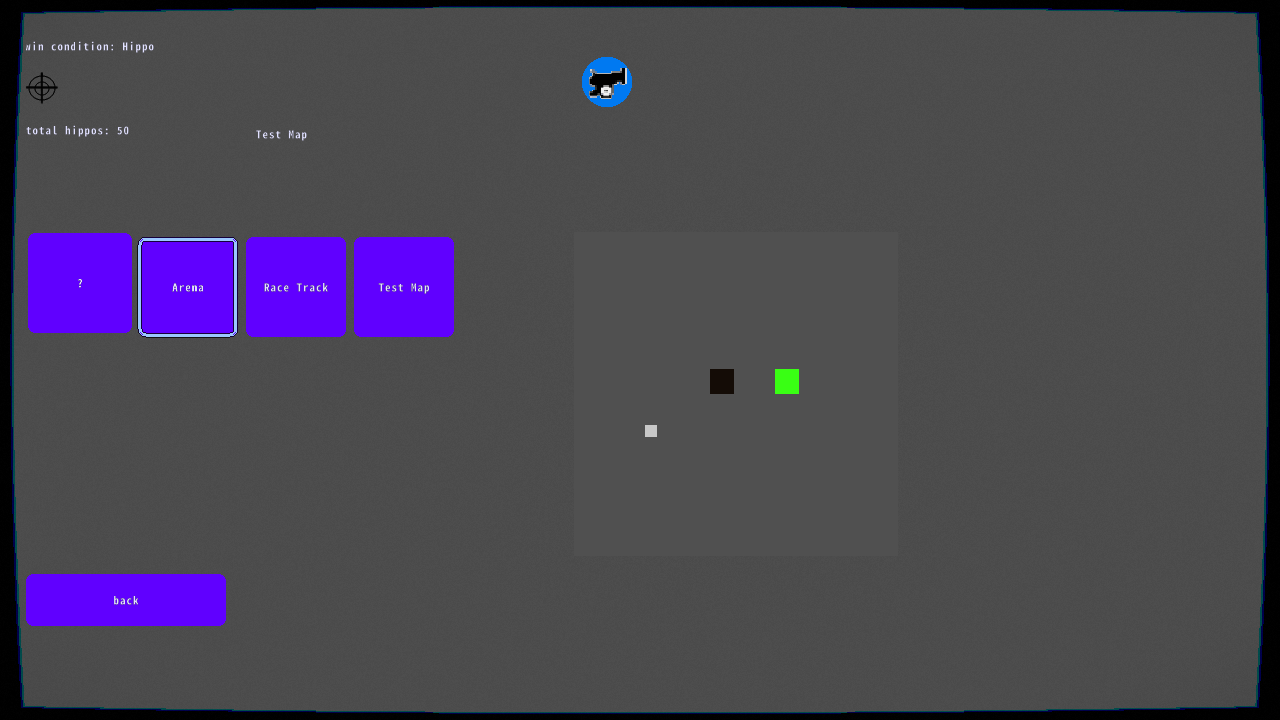 win condition: Hippo
total hippos: 50
Test Map
?
Arena
Race Track
Test Map
back